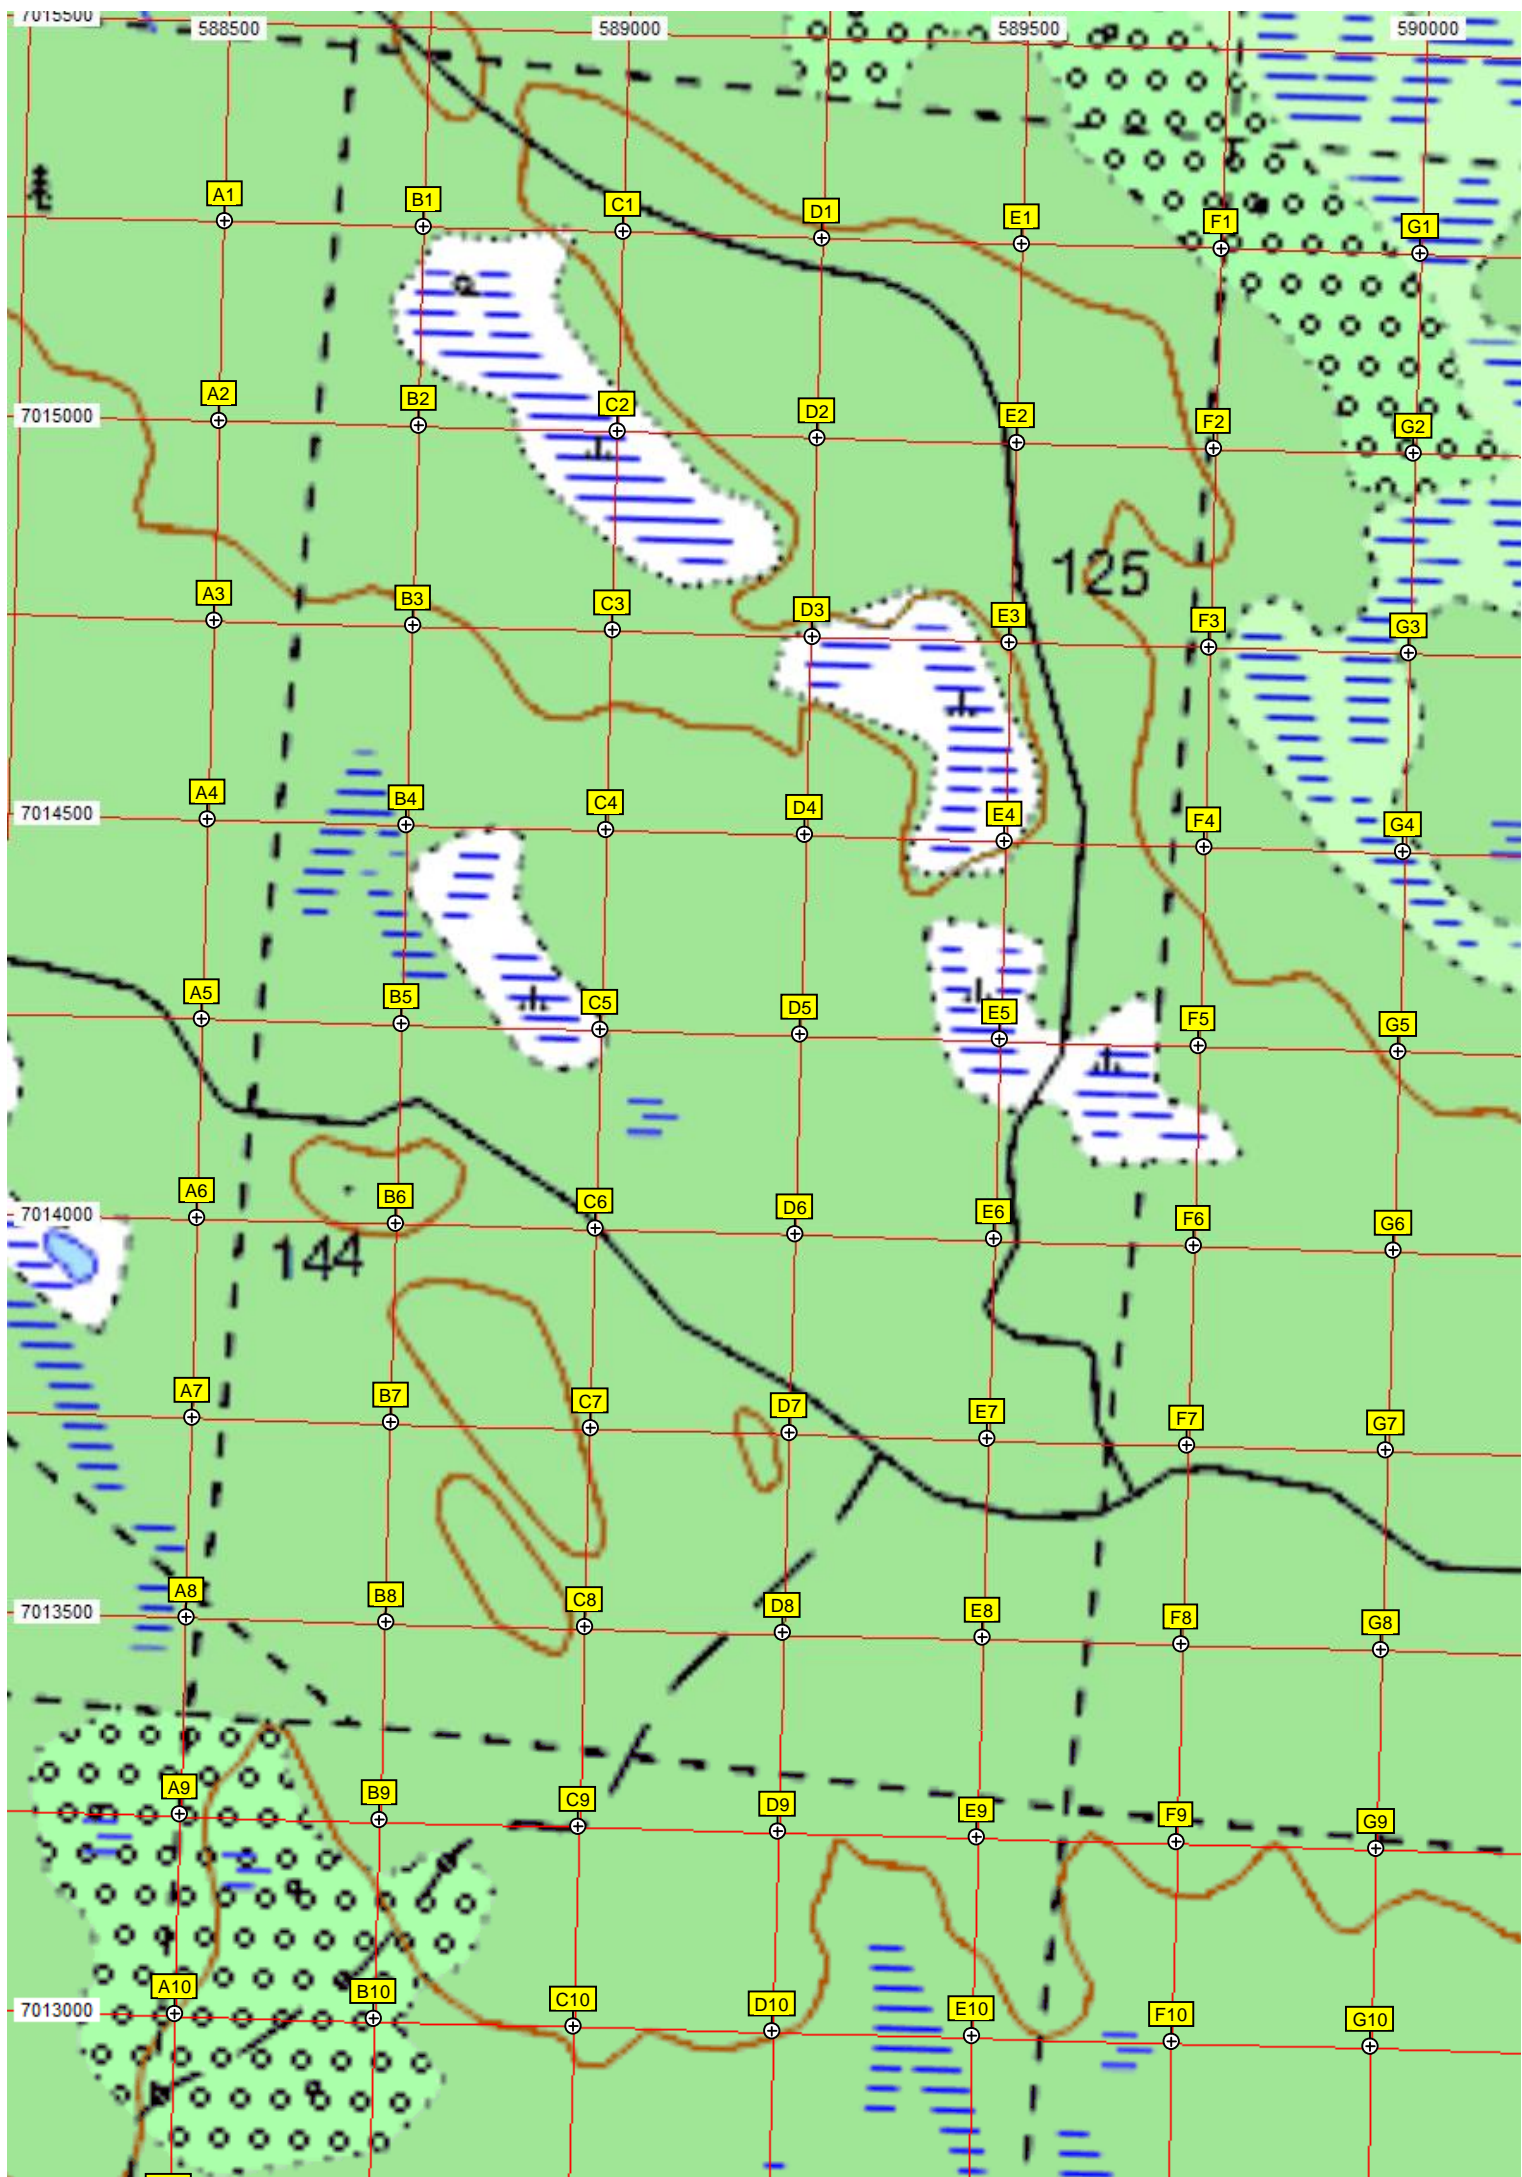 7015500
588500 589000 589500 590000
A1 B1 C1 D1 E1 F1 G1
7015000
A2 B2 C2 D2 E2 F2 G2
125
A3 B3 C3 D3 E3 F3 G3
7014500
A4 B4 C4 D4 E4 F4 G4
A5 B5 C5 D5 E5 F5 G5
7014000
A6 B6 C6 D6 E6 F6 G6
144
A7 B7 C7 D7 E7 F7 G7
7013500
A8 B8 C8 D8 E8 F8 G8
A9 B9 C9 D9 E9 F9 G9
7013000
A10 B10 C10 D10 E10 F10 G10